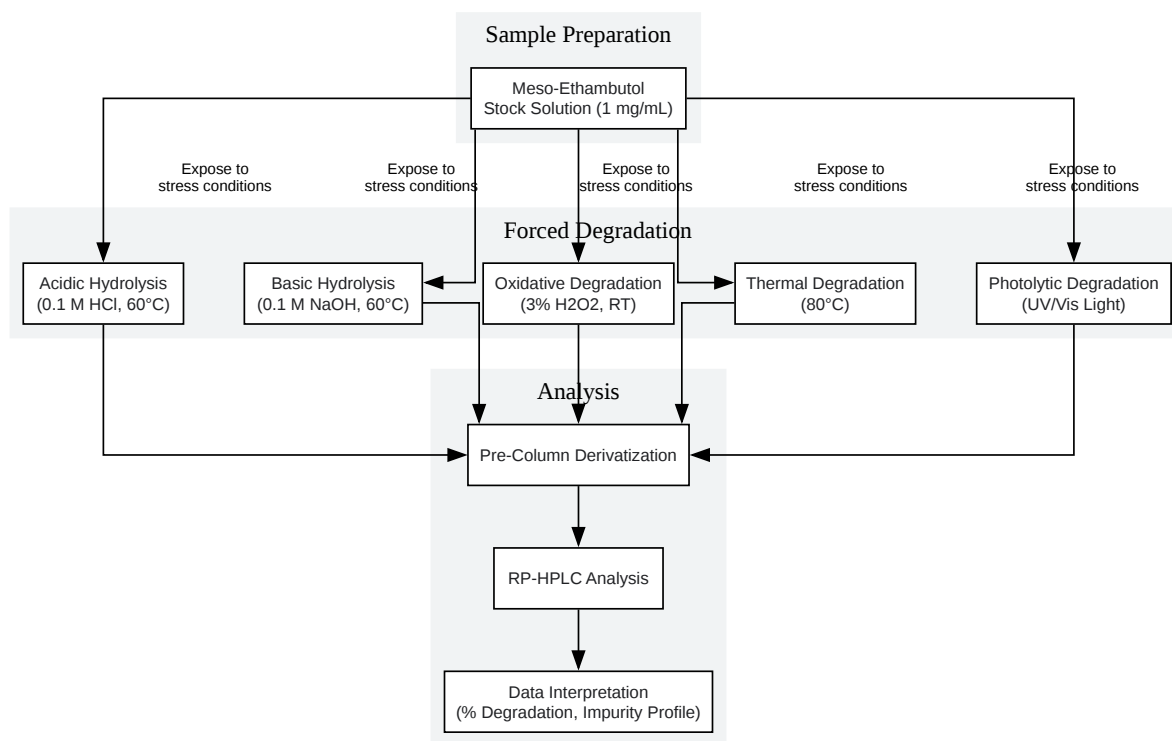 Sample Preparation
Meso-Ethambutol
Stock Solution (1 mg/mL)
Expose to
stress conditions
Expose to
stress conditions
Expose to
stress conditions
Expose to
stress conditions
Expose to
stress conditions
Forced Degradation
Acidic Hydrolysis
(0.1 M HCl, 60°C)
Basic Hydrolysis
(0.1 M NaOH, 60°C)
Oxidative Degradation
(3% H2O2, RT)
Thermal Degradation
(80°C)
Photolytic Degradation
(UV/Vis Light)
Analysis
Pre-Column Derivatization
RP-HPLC Analysis
Data Interpretation
(% Degradation, Impurity Profile)